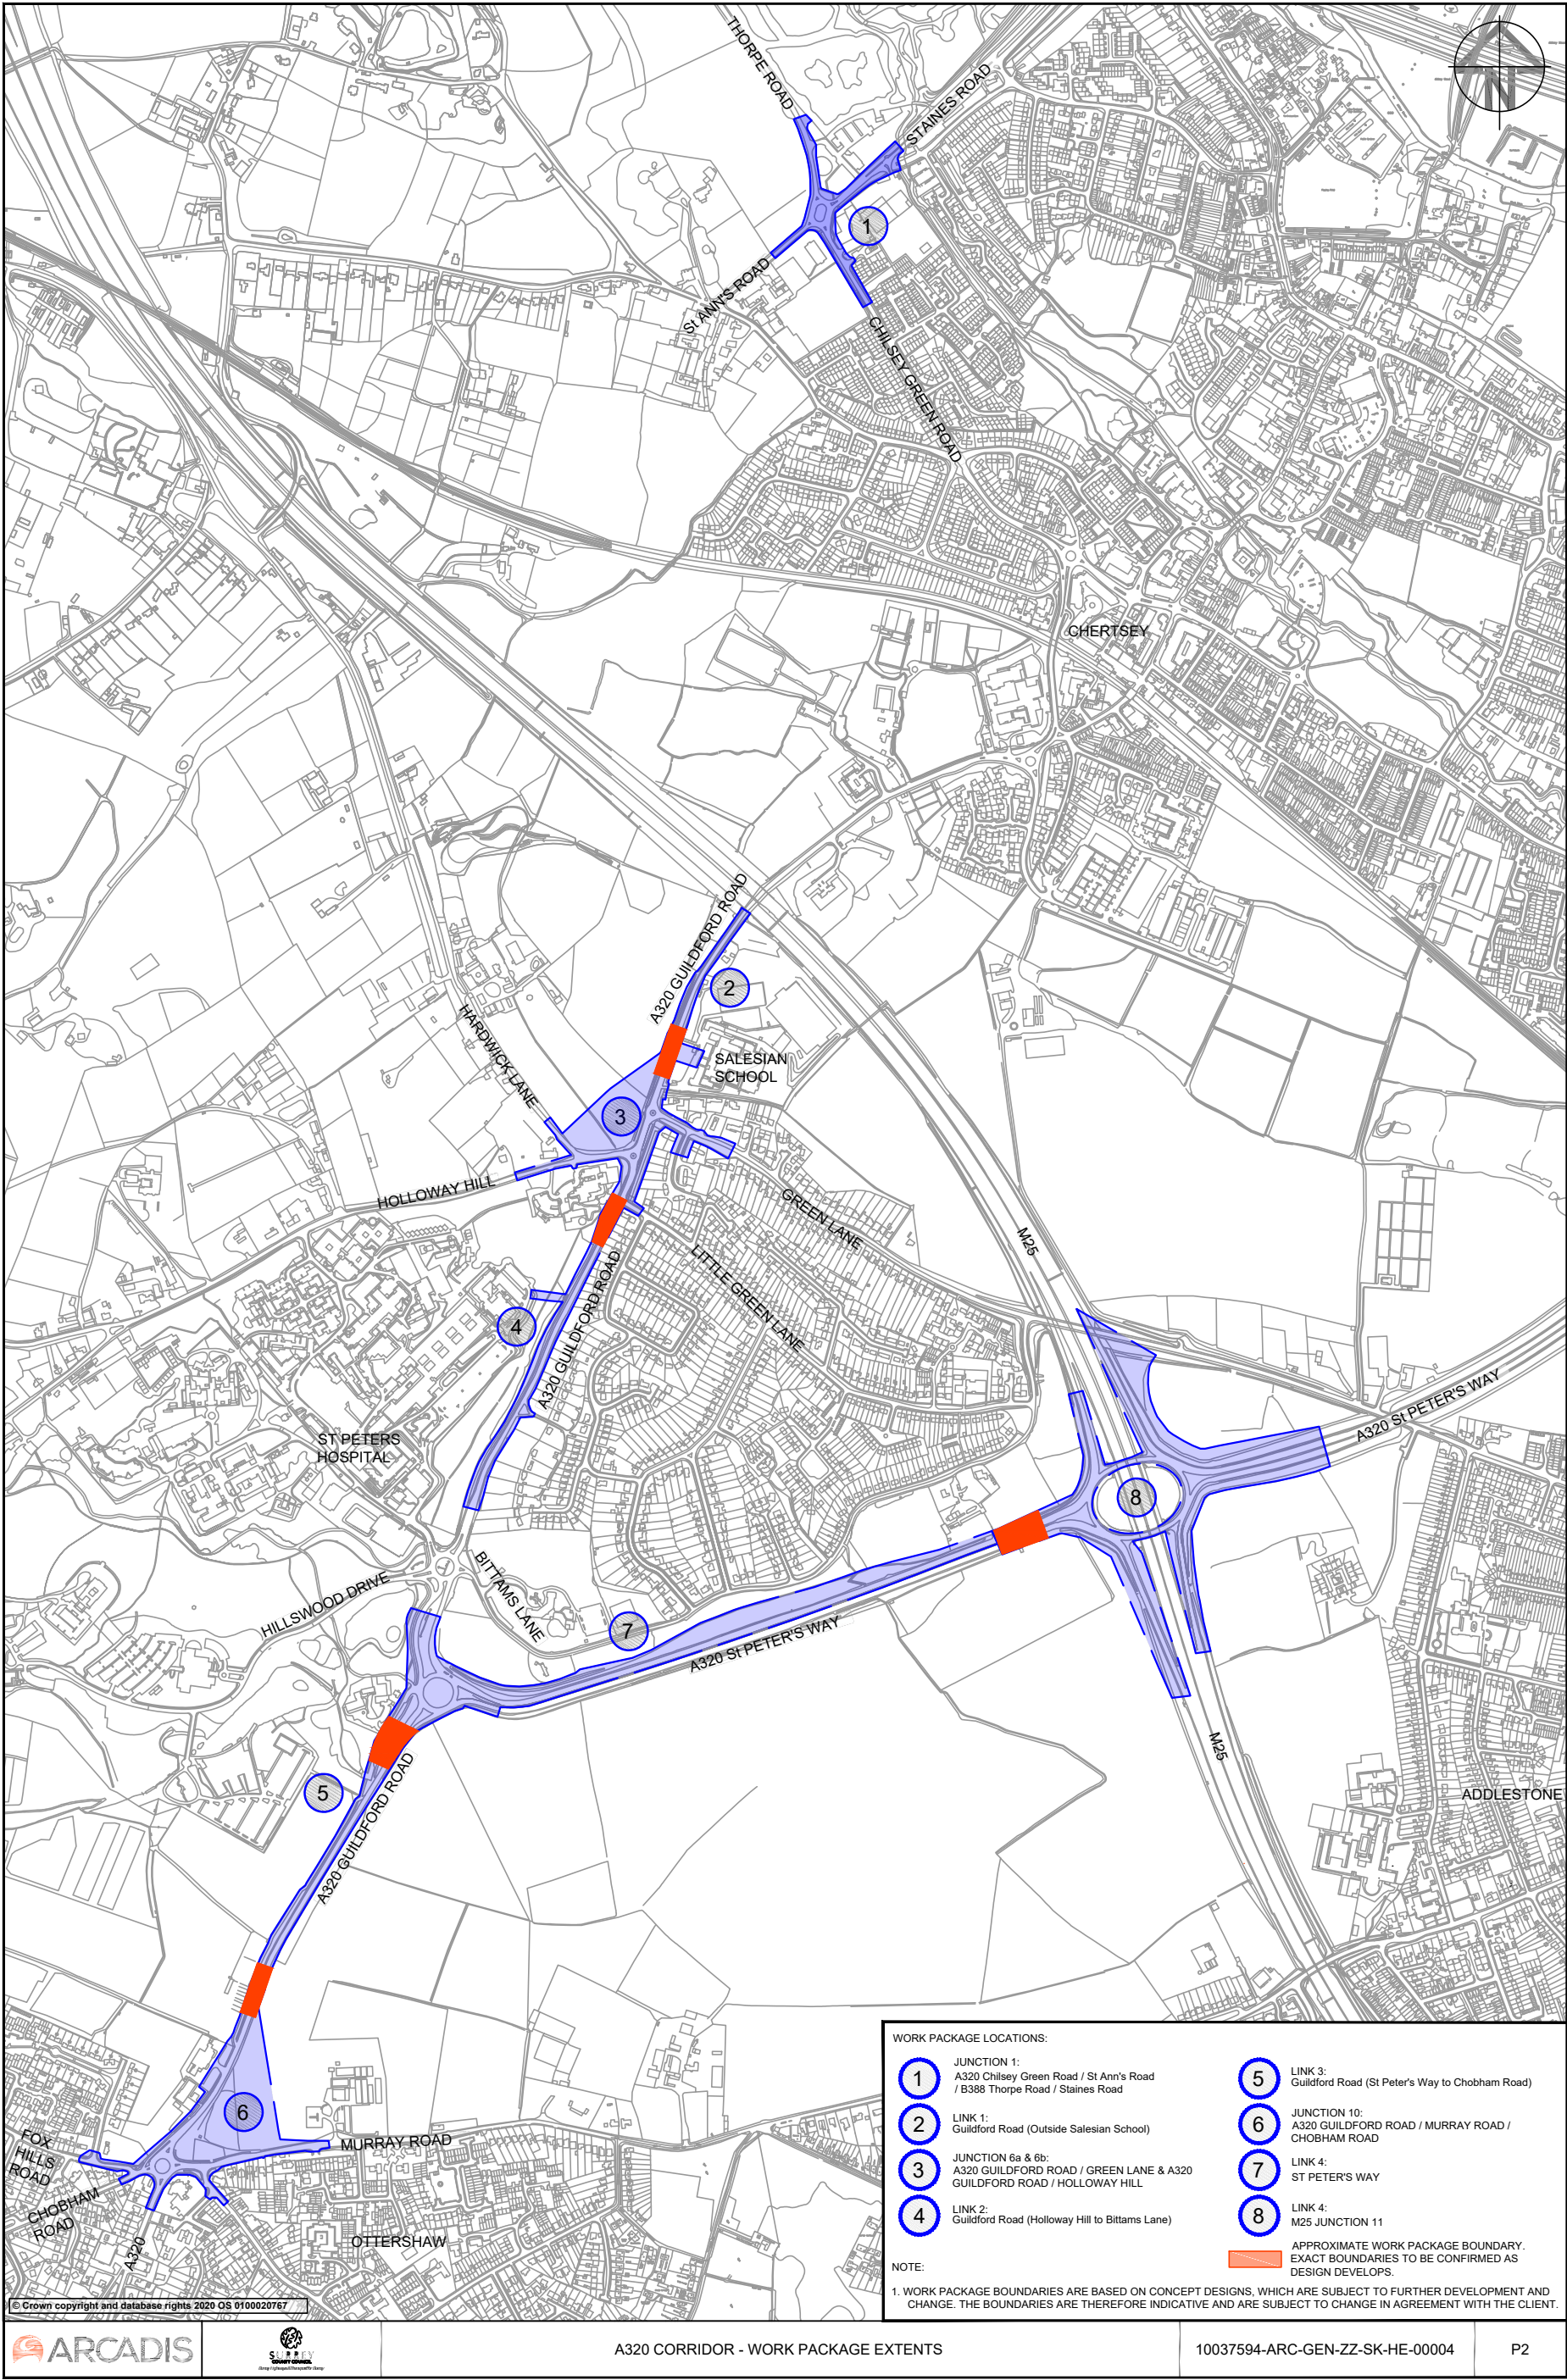 THORPE ROAD
STAINES ROAD
N
1
St ANN'S ROAD
CHILSEY GREEN ROAD
CHERTSEY
A320 GUILDFORD ROAD
2
HARDWICK LANE
SALESIAN
SCHOOL
3
HOLLOWAY HILL
GREEN LANE
M25
LITTLE GREEN LANE
4
A320 GUILDFORD ROAD
A320 St PETER'S WAY
ST PETERS
HOSPITAL
8
BITTAMS LANE
HILLSWOOD DRIVE
7
A320 St PETER'S WAY
M25
5
A320 GUILDFORD ROAD
ADDLESTONE
6
MURRAY ROAD
FOX
HILLS
ROAD
CHOBHAM
ROAD
A320
OTTERSHAW
WORK PACKAGE LOCATIONS:
1
JUNCTION 1:
A320 Chilsey Green Road / St Ann's Road
/ B388 Thorpe Road / Staines Road
2
LINK 1:
Guildford Road (Outside Salesian School)
3
JUNCTION 6a & 6b:
A320 GUILDFORD ROAD / GREEN LANE & A320
GUILDFORD ROAD / HOLLOWAY HILL
4
LINK 2:
Guildford Road (Holloway Hill to Bittams Lane)
5
LINK 3:
Guildford Road (St Peter's Way to Chobham Road)
6
JUNCTION 10:
A320 GUILDFORD ROAD / MURRAY ROAD /
CHOBHAM ROAD
7
LINK 4:
ST PETER'S WAY
8
LINK 4:
M25 JUNCTION 11
APPROXIMATE WORK PACKAGE BOUNDARY.
EXACT BOUNDARIES TO BE CONFIRMED AS
DESIGN DEVELOPS.
NOTE:
1. WORK PACKAGE BOUNDARIES ARE BASED ON CONCEPT DESIGNS, WHICH ARE SUBJECT TO FURTHER DEVELOPMENT AND
CHANGE. THE BOUNDARIES ARE THEREFORE INDICATIVE AND ARE SUBJECT TO CHANGE IN AGREEMENT WITH THE CLIENT.
© Crown copyright and database rights 2020 OS 0100020767
ARCADIS
SURREY
COUNTY COUNCIL
A320 CORRIDOR - WORK PACKAGE EXTENTS
10037594-ARC-GEN-ZZ-SK-HE-00004
P2